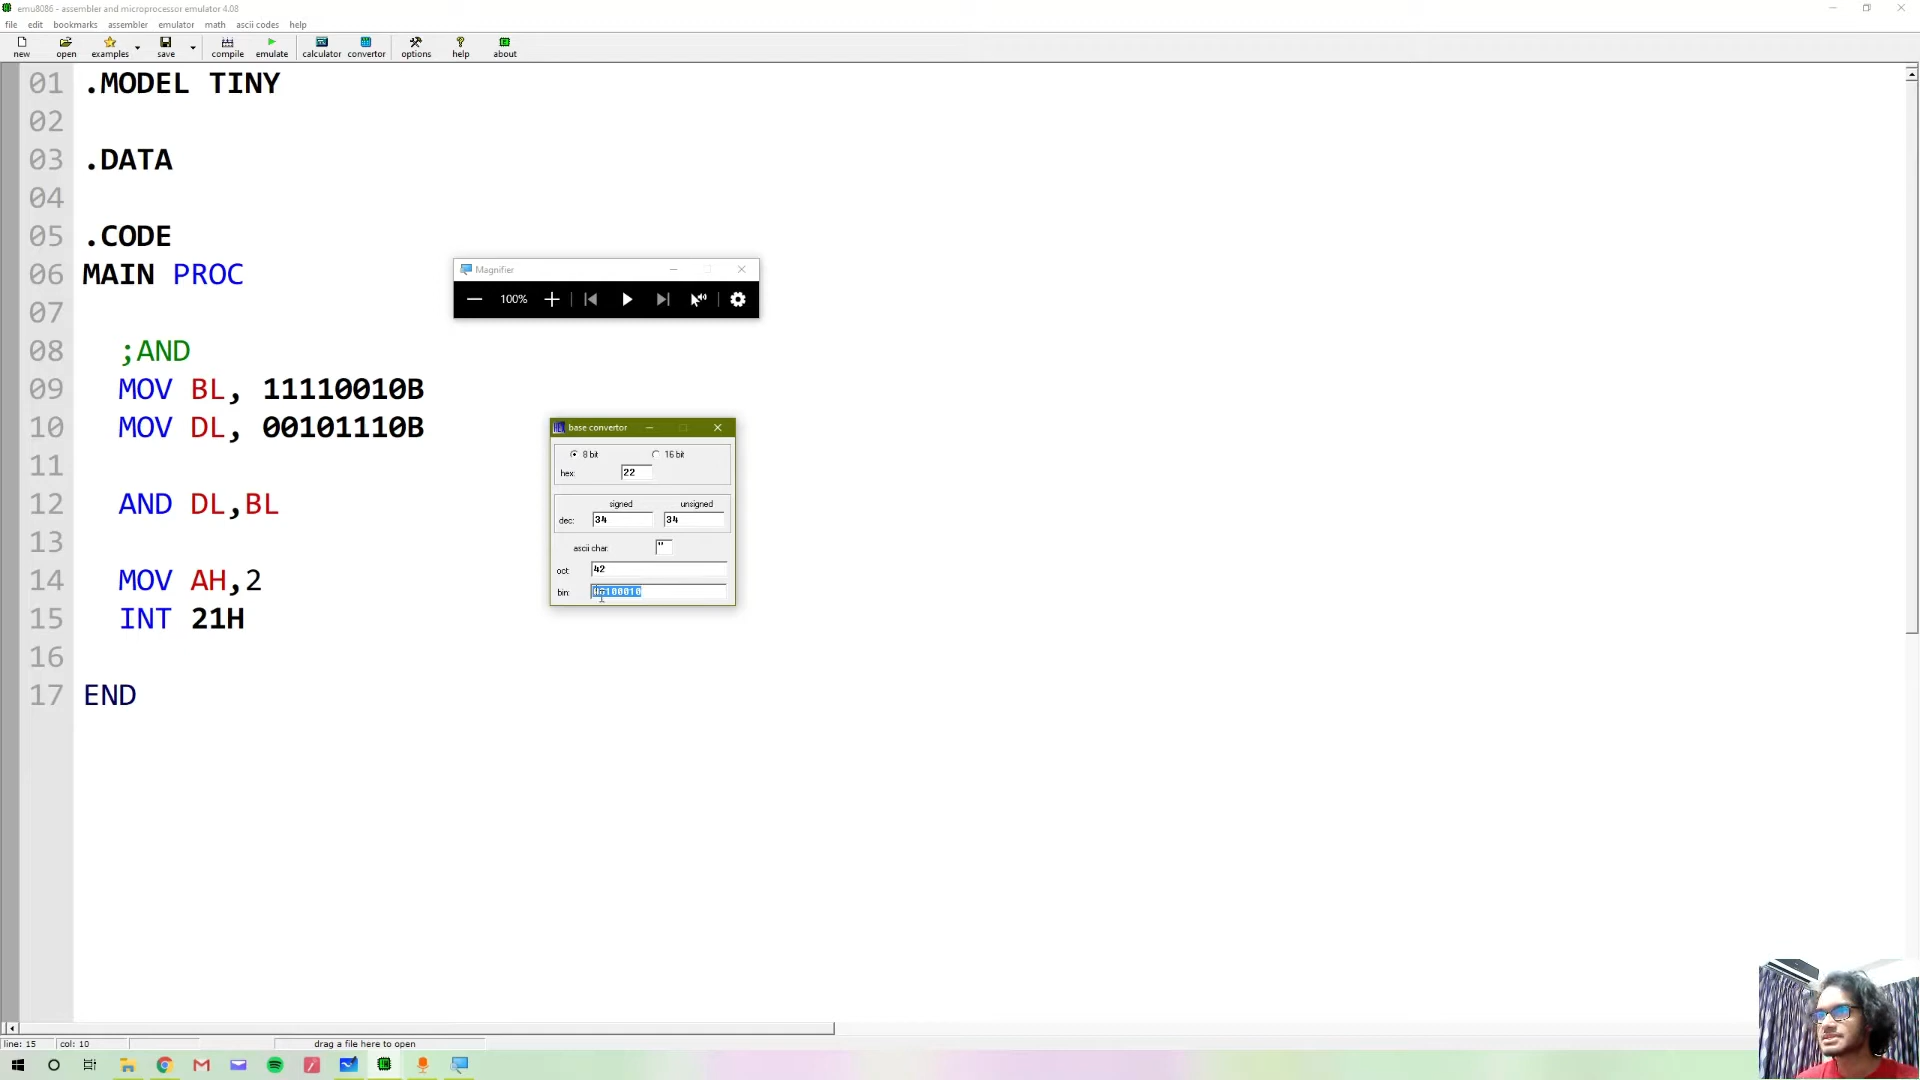 emu8086 - assembler and microprocessor emulator 4.08
file edit bookmarks assembler emulator math ascii codes help
new open examples save compile emulate calculator convertor options help about
01 .MODEL TINY
02
03 .DATA
04
05 .CODE
06 MAIN PROC
07
08 ;AND
09 MOV BL, 11110010B
10 MOV DL, 00101110B
11
12 AND DL,BL
13
14 MOV AH,2
15 INT 21H
16
17 END
Magnifier
100%
base convertor
8 bit 16 bit
hex: 22
signed unsigned
dec: 34 34
ascii char: "
oct: 42
bin: 00100010
line: 15 col: 10 drag a file here to open